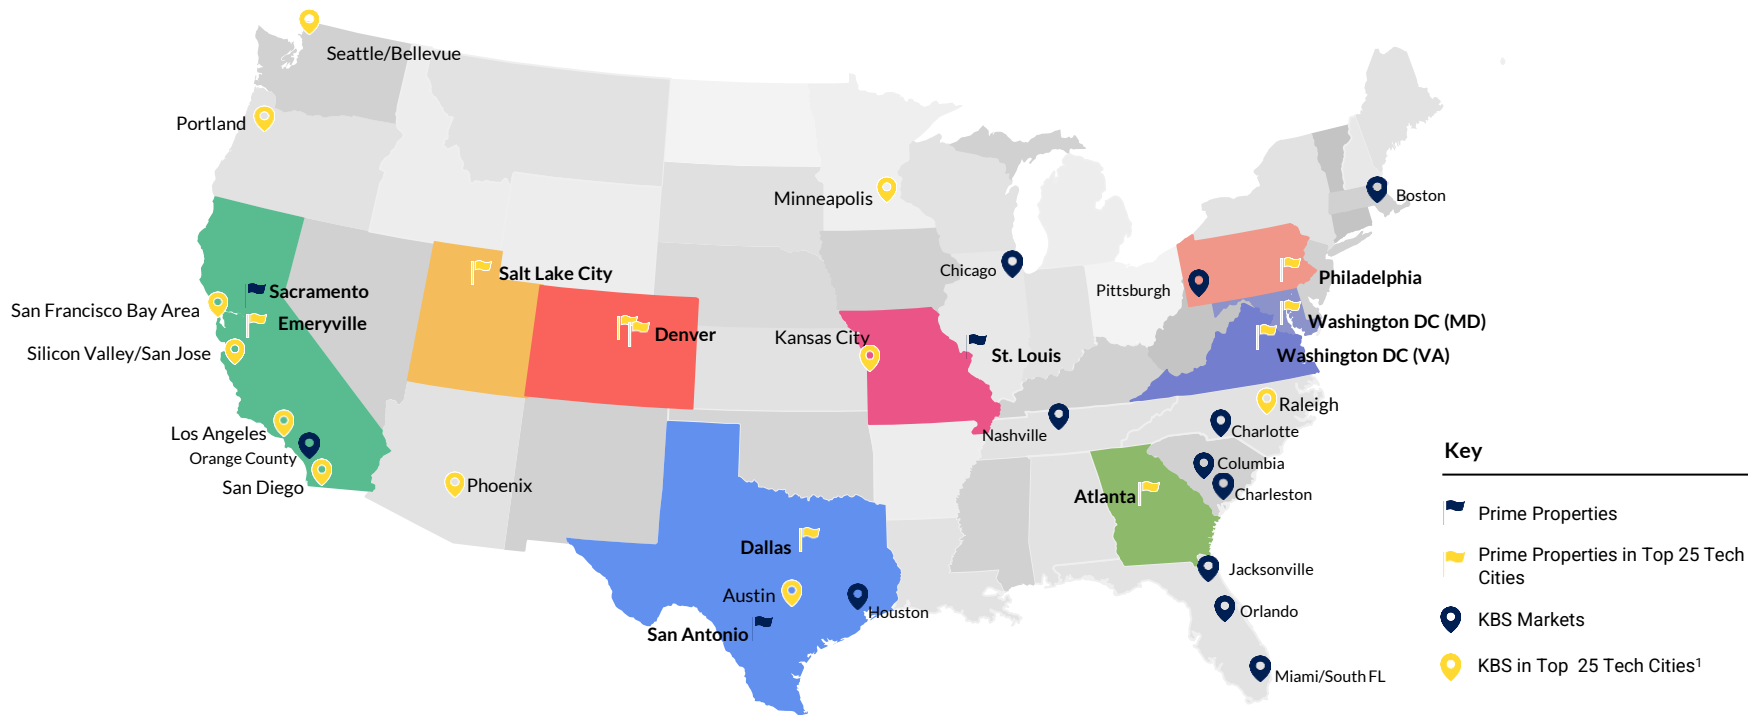 Seattle/Bellevue
Portland
Minneapolis
Boston
Chicago
Pittsburgh
Salt Lake City
Philadelphia
Sacramento
San Francisco Bay Area
Emeryville
Washington DC (MD)
Denver
Kansas City
Silicon Valley/San Jose
St. Louis
Washington DC (VA)
Raleigh
Los Angeles
Nashville
Charlotte
Orange County
Columbia
San Diego
Phoenix
Atlanta
Charleston
Dallas
Jacksonville
Austin
Houston
Orlando
San Antonio
Miami/South FL
Key
Prime Properties
Prime Properties in Top 25 Tech
Cities
KBS Markets
KBS in Top 25 Tech Cities¹